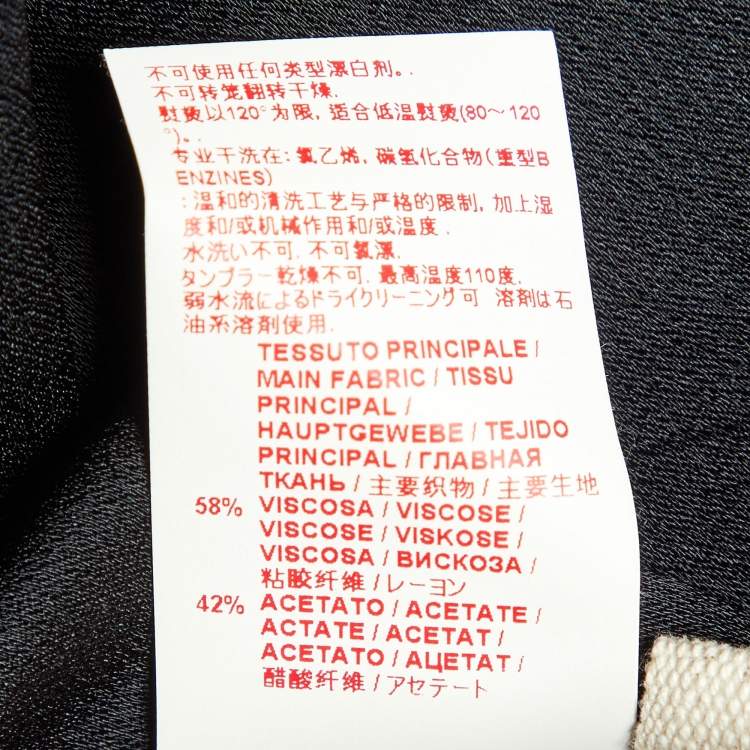 不可使用任何类型漂白剂。.
不可转笼翻转干燥.
熨烫以120°为限, 适合低温熨烫(80～120
°)。.
专业干洗在: 氯乙烯, 碳氢化合物(重型B
ENZINES)
: 温和的清洗工艺与严格的限制, 加上湿
度和/或机械作用和/或温度.
水洗い不可. 不可氯漂.
タンブラー乾燥不可. 最高温度110度.
弱水流によるドライクリーニング可 溶剤は石
油系溶剤使用.
TESSUTO PRINCIPALE /
MAIN FABRIC / TISSU
PRINCIPAL /
HAUPTGEWEBE / TEJIDO
PRINCIPAL / ГЛАВНАЯ
ТКАНЬ / 主要织物 / 主要生地
58% VISCOSA / VISCOSE /
VISCOSE / VISKOSE /
VISCOSA / ВИСКОЗА /
粘胶纤维 / レーヨン
42% ACETATO / ACETATE /
ACTATE / ACETAT /
ACETATO / АЦЕТАТ /
醋酸纤维 / アセテート